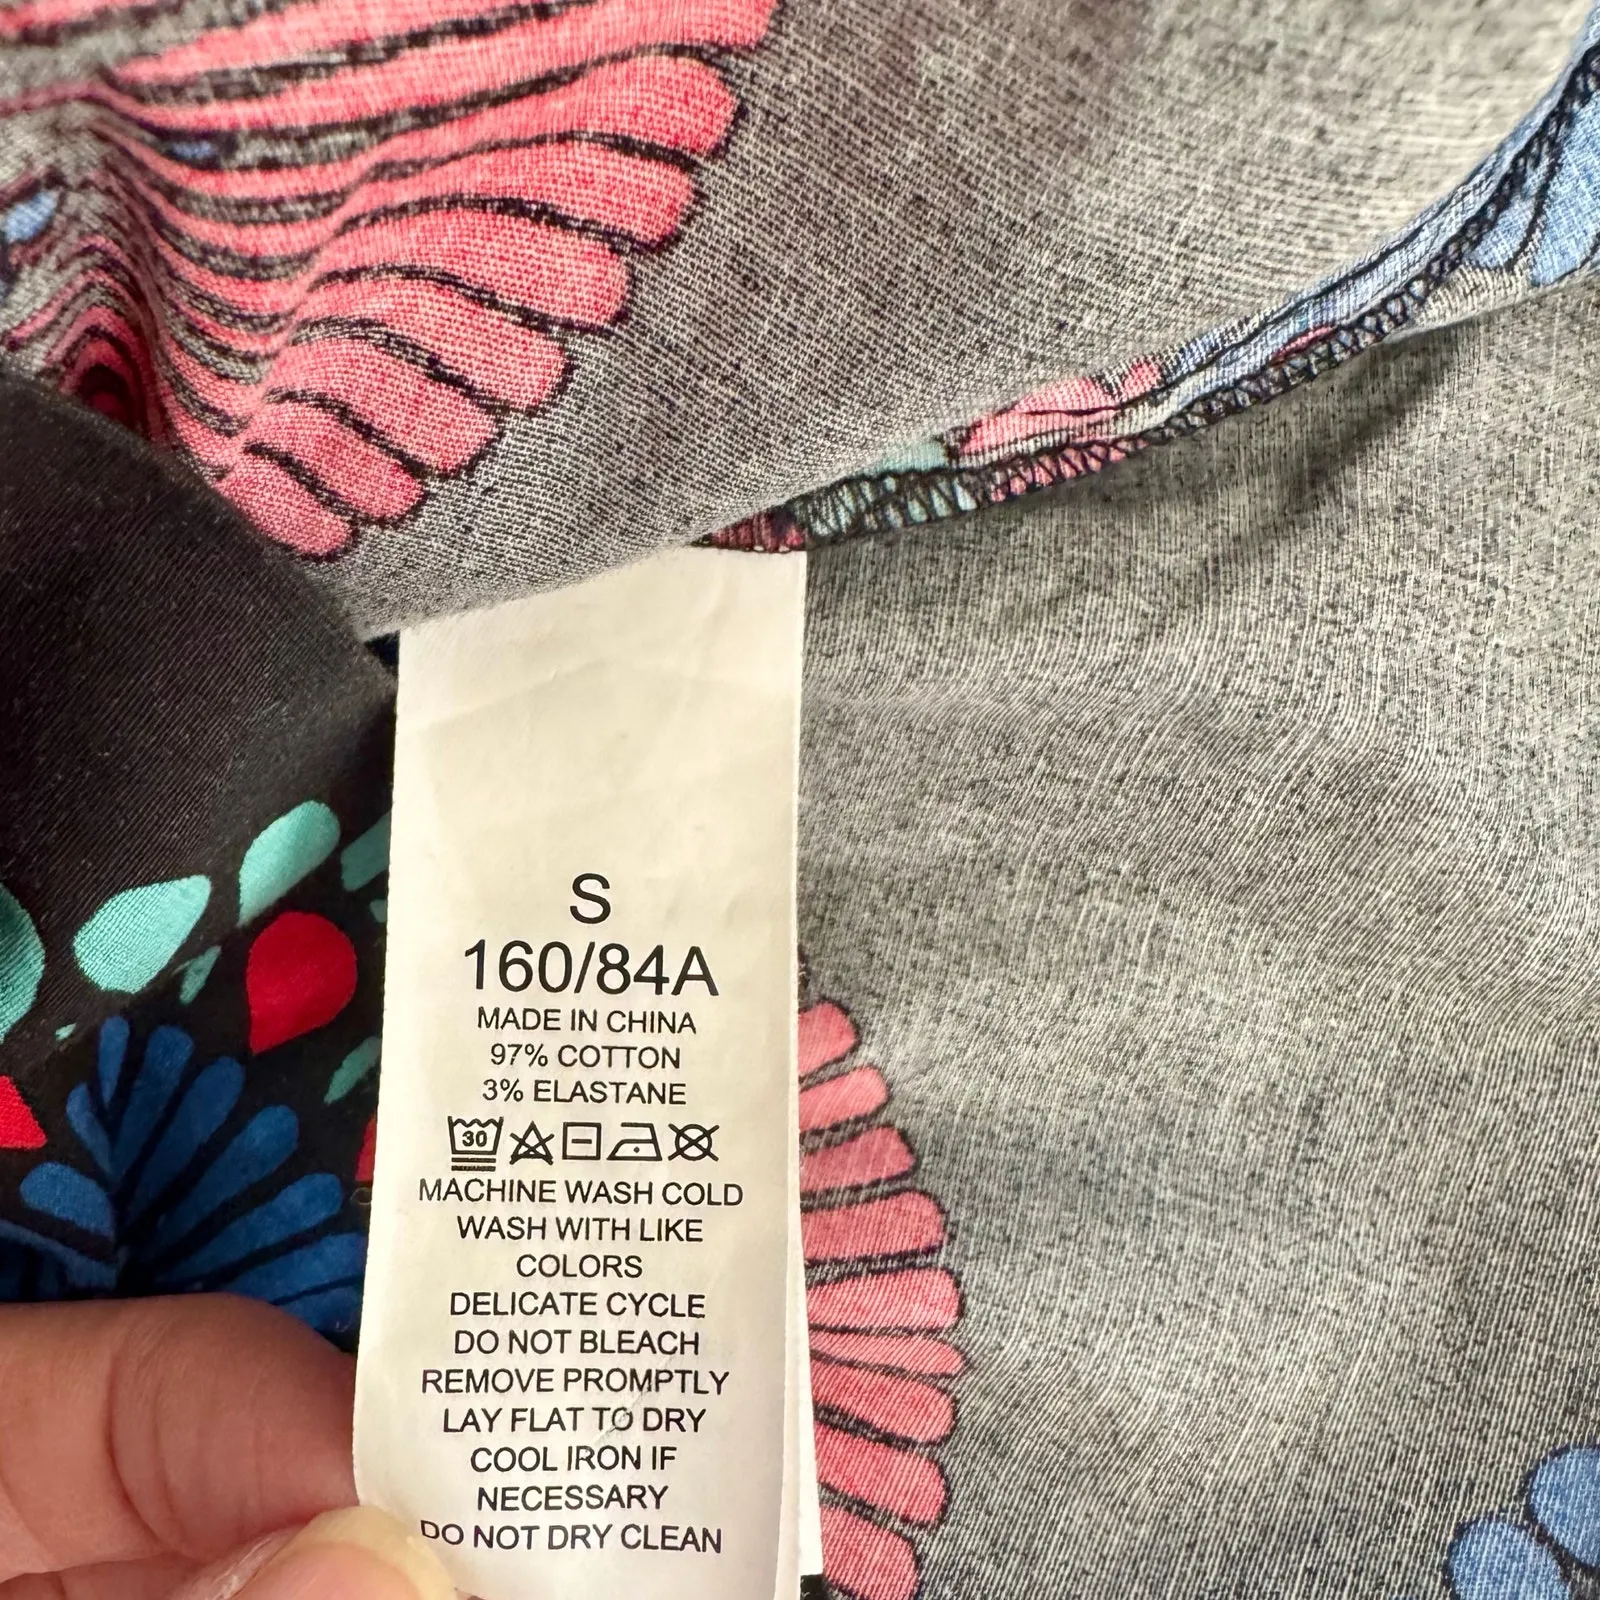 S
160/84A
MADE IN CHINA
97% COTTON
3% ELASTANE
30
MACHINE WASH COLD
WASH WITH LIKE
COLORS
DELICATE CYCLE
DO NOT BLEACH
REMOVE PROMPTLY
LAY FLAT TO DRY
COOL IRON IF
NECESSARY
DO NOT DRY CLEAN